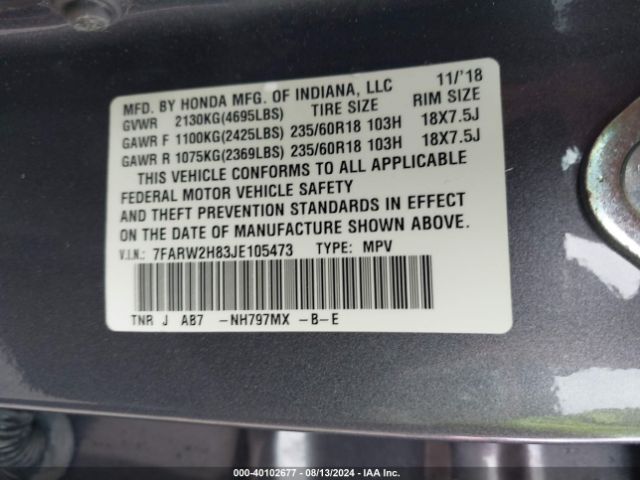 MFD. BY HONDA MFG. OF INDIANA, LLC 11/'18
GVWR 2130KG(4695LBS) TIRE SIZE RIM SIZE
GAWR F 1100KG(2425LBS) 235/60R18 103H 18X7.5J
GAWR R 1075KG(2369LBS) 235/60R18 103H 18X7.5J
THIS VEHICLE CONFORMS TO ALL APPLICABLE
FEDERAL MOTOR VEHICLE SAFETY
AND THEFT PREVENTION STANDARDS IN EFFECT
ON THE DATE OF MANUFACTURE SHOWN ABOVE.
V.I.N.: 7FARW2H83JE105473 TYPE: MPV
TNR J AB7 -NH797MX -B-E
000-40102677 - 08/13/2024 - IAA Inc.